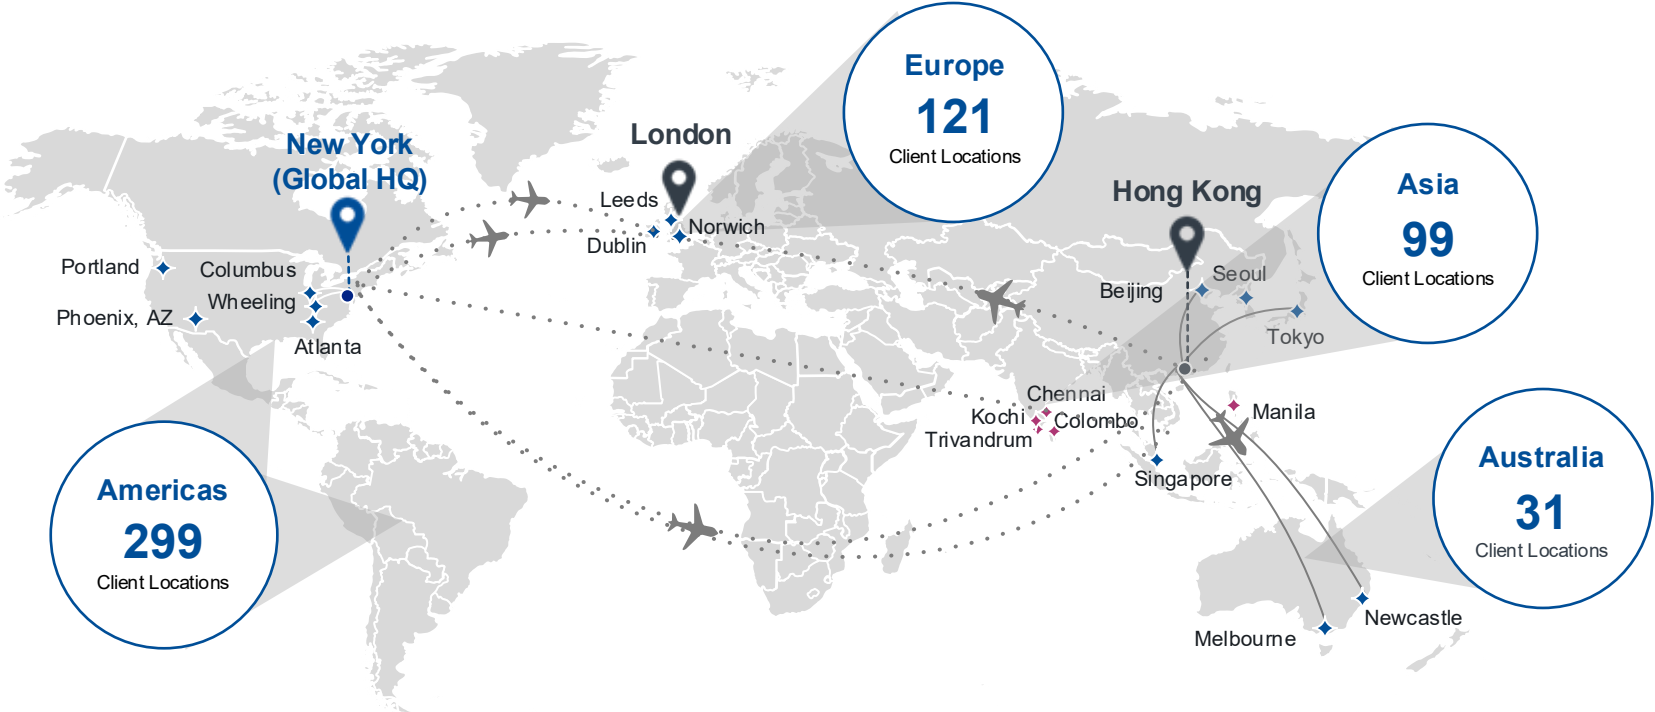 Europe
121
Client Locations
New York
(Global HQ)
London
Asia
99
Client Locations
Hong Kong
Leeds
Norwich
Dublin
Portland
Columbus
Wheeling
Phoenix, AZ
Atlanta
Beijing
Seoul
Tokyo
Chennai
Kochi
Colombo
Trivandrum
Manila
Singapore
Americas
299
Client Locations
Australia
31
Client Locations
Newcastle
Melbourne